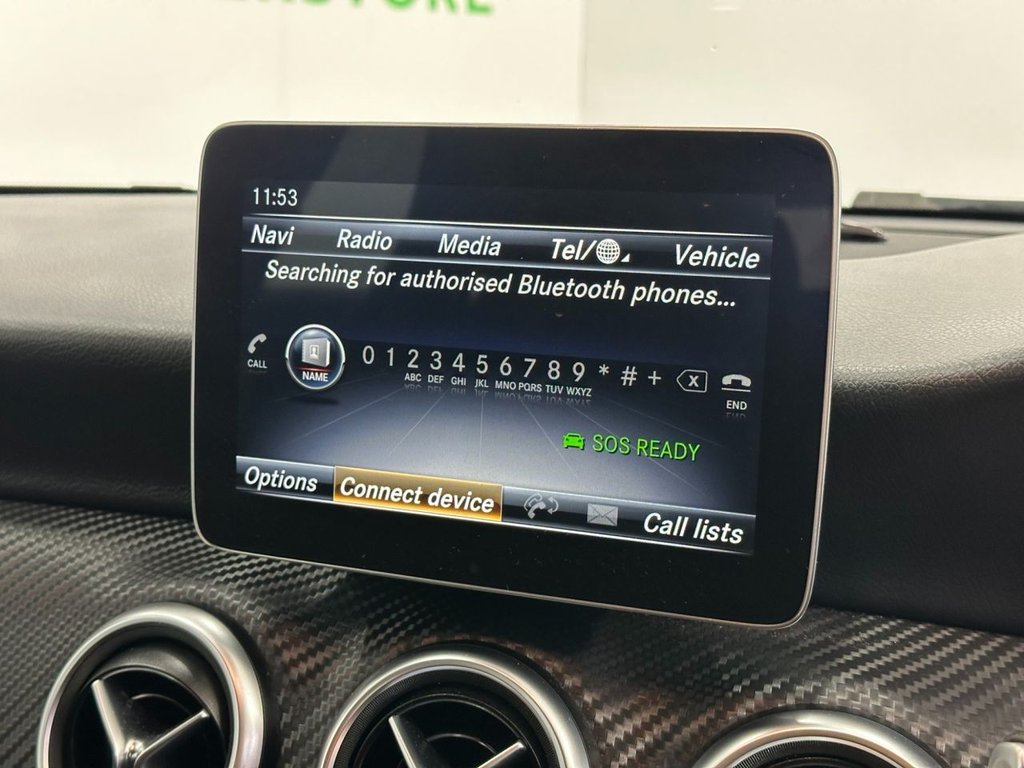 11:53
Navi Radio Media Tel/ Vehicle
Searching for authorised Bluetooth phones...
CALL NAME 0 1 2 3 4 5 6 7 8 9 * # + X END
ABC DEF GHI JKL MNO PQRS TUV WXYZ
SOS READY
Options Connect device Call lists